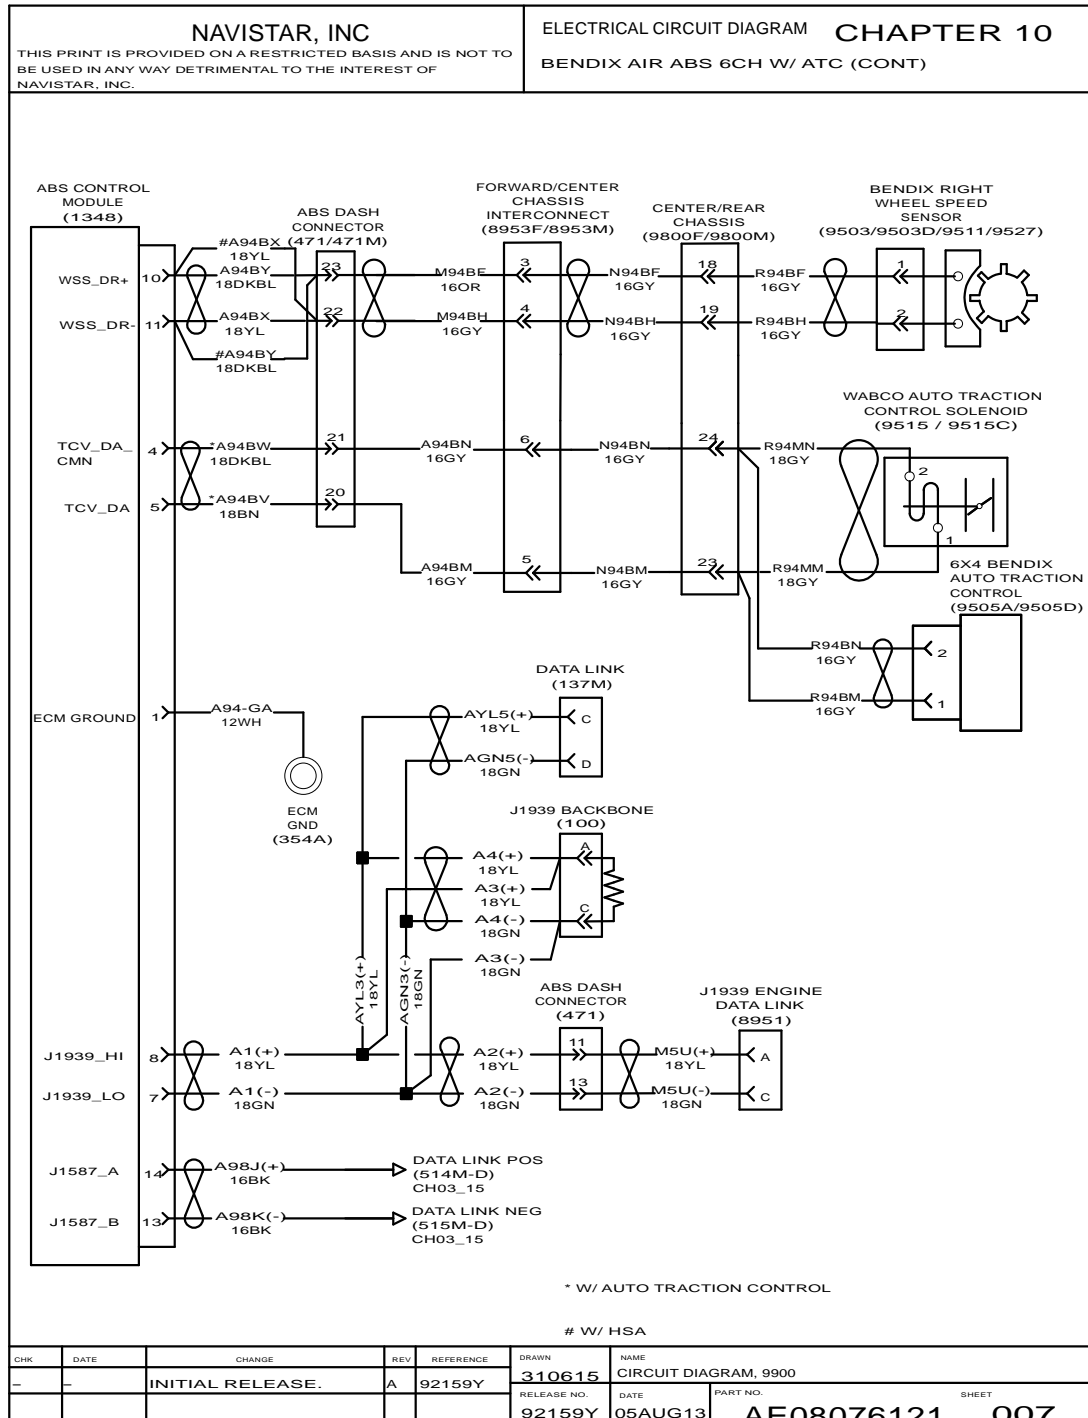 NAVISTAR, INC
THIS PRINT IS PROVIDED ON A RESTRICTED BASIS AND IS NOT TO
BE USED IN ANY WAY DETRIMENTAL TO THE INTEREST OF
NAVISTAR, INC.
ELECTRICAL CIRCUIT DIAGRAM CHAPTER 10
BENDIX AIR ABS 6CH W/ ATC (CONT)
ABS CONTROL
MODULE
(1348)
ABS DASH
CONNECTOR
(471/471M)
FORWARD/CENTER
CHASSIS
INTERCONNECT
(8953F/8953M)
CENTER/REAR
CHASSIS
(9800F/9800M)
BENDIX RIGHT
WHEEL SPEED
SENSOR
(9503/9503D/9511/9527)
#A94BX
18YL
WSS_DR+
10
A94BY
18DKBL
23
M94BF
16OR
3
N94BF
16GY
18
R94BF
16GY
1
WSS_DR-
11
A94BX
18YL
22
M94BH
16GY
4
N94BH
16GY
19
R94BH
16GY
2
#A94BY
18DKBL
WABCO AUTO TRACTION
CONTROL SOLENOID
(9515 / 9515C)
TCV_DA_
CMN
4
*A94BW
18DKBL
21
A94BN
16GY
6
N94BN
16GY
24
R94MN
18GY
2
TCV_DA
5
*A94BV
18BN
20
1
A94BM
16GY
5
N94BM
16GY
23
R94MM
18GY
6X4 BENDIX
AUTO TRACTION
CONTROL
(9505A/9505D)
R94BN
16GY
2
R94BM
16GY
1
DATA LINK
(137M)
ECM GROUND
1
A94-GA
12WH
AYL5(+)
18YL
C
AGN5(-)
18GN
D
ECM
GND
(354A)
J1939 BACKBONE
(100)
A4(+)
18YL
A
A3(+)
18YL
A4(-)
18GN
C
A3(-)
18GN
AYL3(+)
18YL
AGN3(-)
18GN
ABS DASH
CONNECTOR
(471)
J1939 ENGINE
DATA LINK
(8951)
J1939_HI
8
A1(+)
18YL
A2(+)
18YL
11
M5U(+)
18YL
A
J1939_LO
7
A1(-)
18GN
A2(-)
18GN
13
M5U(-)
18GN
C
J1587_A
14
A98J(+)
16BK
DATA LINK POS
(514M-D)
CH03_15
J1587_B
13
A98K(-)
16BK
DATA LINK NEG
(515M-D)
CH03_15
* W/ AUTO TRACTION CONTROL
# W/ HSA
CHK DATE CHANGE REV REFERENCE
- - INITIAL RELEASE. A 92159Y
DRAWN
310615
NAME
CIRCUIT DIAGRAM, 9900
RELEASE NO.
92159Y
DATE
05AUG13
PART NO.
AE08076121
SHEET
007